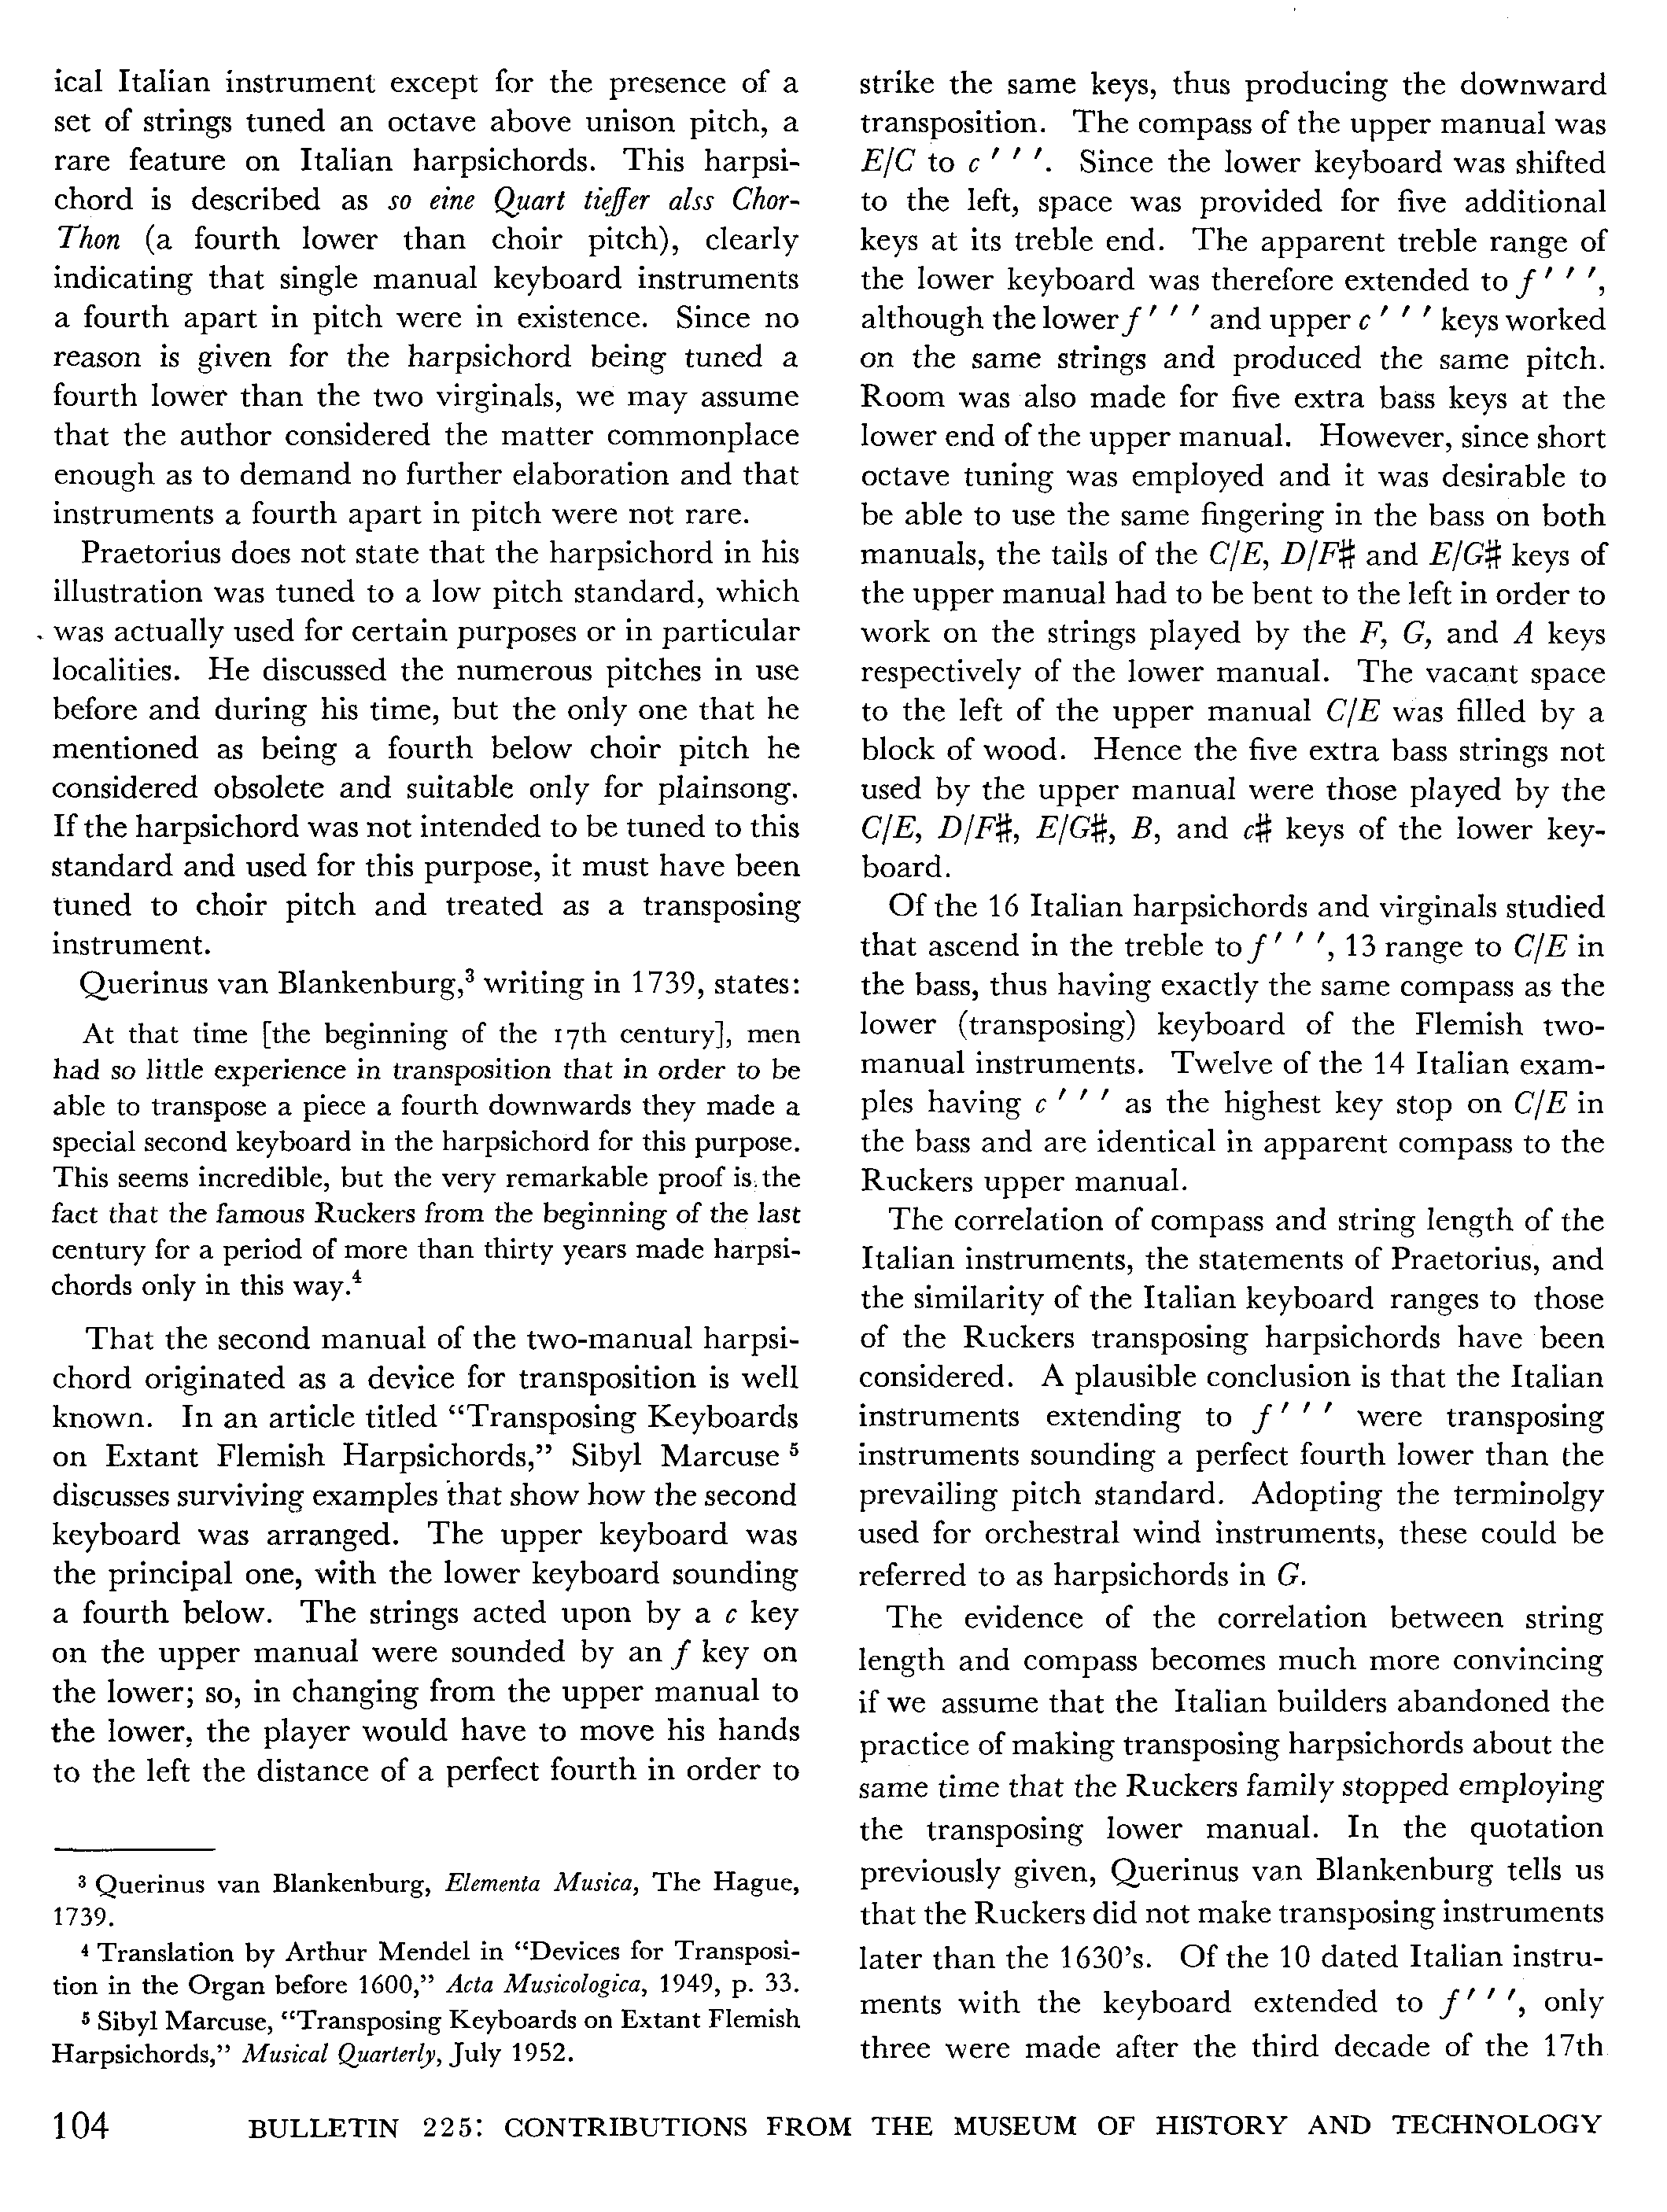 ical Italian instrument except for the presence of a
set of strings tuned an octave above unison pitch, a
rare feature on Italian harpsichords. This harpsi-
chord is described as so eine Quart tieffer alss Chor-
Thon (a fourth lower than choir pitch), clearly
indicating that single manual keyboard instruments
a fourth apart in pitch were in existence. Since no
reason is given for the harpsichord being tuned a
fourth lower than the two virginals, we may assume
that the author considered the matter commonplace
enough as to demand no further elaboration and that
instruments a fourth apart in pitch were not rare.
Praetorius does not state that the harpsichord in his
illustration was tuned to a low pitch standard, which
was actually used for certain purposes or in particular
localities. He discussed the numerous pitches in use
before and during his time, but the only one that he
mentioned as being a fourth below choir pitch he
considered obsolete and suitable only for plainsong.
If the harpsichord was not intended to be tuned to this
standard and used for this purpose, it must have been
tuned to choir pitch and treated as a transposing
instrument.
Querinus van Blankenburg,³ writing in 1739, states:
At that time [the beginning of the 17th century], men
had so little experience in transposition that in order to be
able to transpose a piece a fourth downwards they made a
special second keyboard in the harpsichord for this purpose.
This seems incredible, but the very remarkable proof is the
fact that the famous Ruckers from the beginning of the last
century for a period of more than thirty years made harpsi-
chords only in this way.⁴
That the second manual of the two-manual harpsi-
chord originated as a device for transposition is well
known. In an article titled “Transposing Keyboards
on Extant Flemish Harpsichords,” Sibyl Marcuse ⁵
discusses surviving examples that show how the second
keyboard was arranged. The upper keyboard was
the principal one, with the lower keyboard sounding
a fourth below. The strings acted upon by a c key
on the upper manual were sounded by an f key on
the lower; so, in changing from the upper manual to
the lower, the player would have to move his hands
to the left the distance of a perfect fourth in order to
³ Querinus van Blankenburg, Elementa Musica, The Hague,
1739.
⁴ Translation by Arthur Mendel in “Devices for Transposi-
tion in the Organ before 1600,” Acta Musicologica, 1949, p. 33.
⁵ Sibyl Marcuse, “Transposing Keyboards on Extant Flemish
Harpsichords,” Musical Quarterly, July 1952.
strike the same keys, thus producing the downward
transposition. The compass of the upper manual was
E/C to c′′′. Since the lower keyboard was shifted
to the left, space was provided for five additional
keys at its treble end. The apparent treble range of
the lower keyboard was therefore extended to f′′′,
although the lower f′′′ and upper c′′′ keys worked
on the same strings and produced the same pitch.
Room was also made for five extra bass keys at the
lower end of the upper manual. However, since short
octave tuning was employed and it was desirable to
be able to use the same fingering in the bass on both
manuals, the tails of the C/E, D/F♯ and E/G♯ keys of
the upper manual had to be bent to the left in order to
work on the strings played by the F, G, and A keys
respectively of the lower manual. The vacant space
to the left of the upper manual C/E was filled by a
block of wood. Hence the five extra bass strings not
used by the upper manual were those played by the
C/E, D/F♯, E/G♯, B, and c♯ keys of the lower key-
board.
Of the 16 Italian harpsichords and virginals studied
that ascend in the treble to f′′′, 13 range to C/E in
the bass, thus having exactly the same compass as the
lower (transposing) keyboard of the Flemish two-
manual instruments. Twelve of the 14 Italian exam-
ples having c′′′ as the highest key stop on C/E in
the bass and are identical in apparent compass to the
Ruckers upper manual.
The correlation of compass and string length of the
Italian instruments, the statements of Praetorius, and
the similarity of the Italian keyboard ranges to those
of the Ruckers transposing harpsichords have been
considered. A plausible conclusion is that the Italian
instruments extending to f′′′ were transposing
instruments sounding a perfect fourth lower than the
prevailing pitch standard. Adopting the terminolgy
used for orchestral wind instruments, these could be
referred to as harpsichords in G.
The evidence of the correlation between string
length and compass becomes much more convincing
if we assume that the Italian builders abandoned the
practice of making transposing harpsichords about the
same time that the Ruckers family stopped employing
the transposing lower manual. In the quotation
previously given, Querinus van Blankenburg tells us
that the Ruckers did not make transposing instruments
later than the 1630's. Of the 10 dated Italian instru-
ments with the keyboard extended to f′′′, only
three were made after the third decade of the 17th
104 BULLETIN 225: CONTRIBUTIONS FROM THE MUSEUM OF HISTORY AND TECHNOLOGY